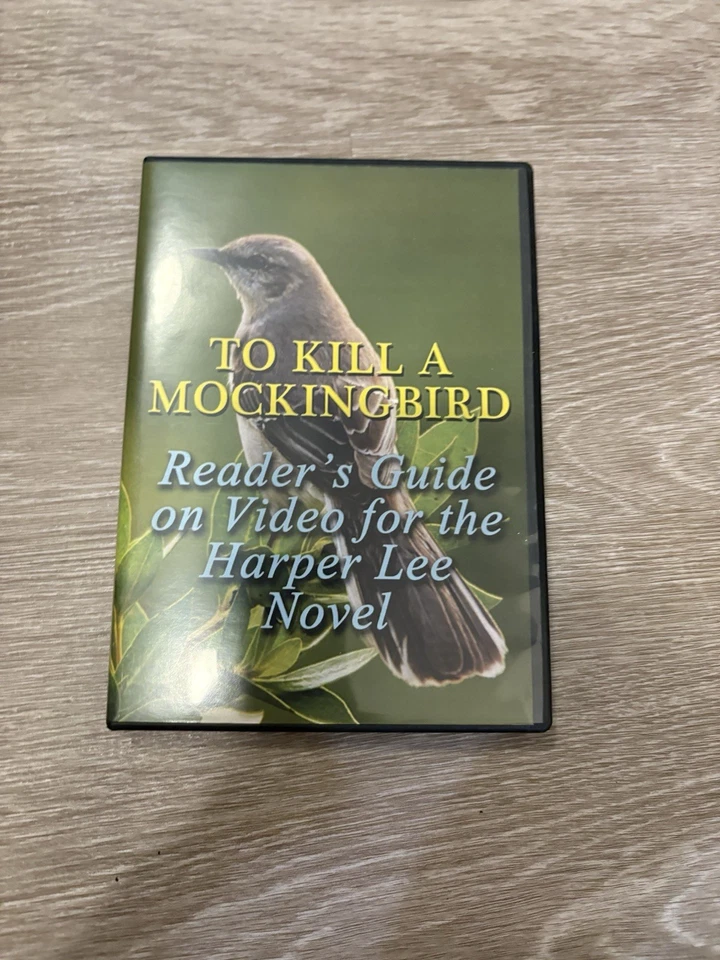 TO KILL A
MOCKINGBIRD
Reader's Guide
on Video for the
Harper Lee
Novel